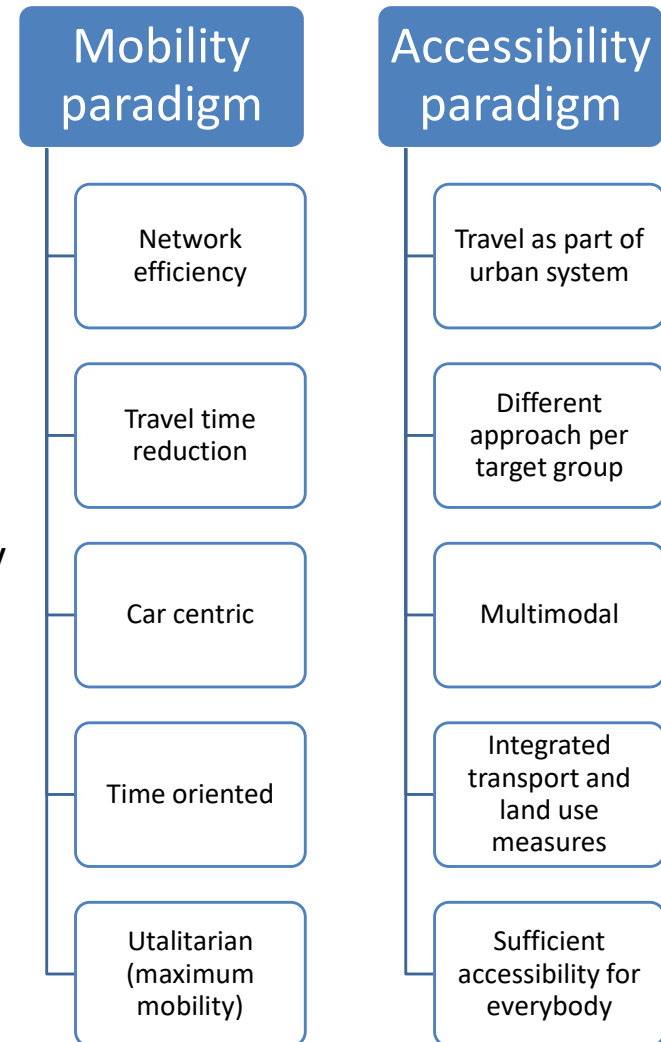 Mobility
paradigm
Network
efficiency
Travel time
reduction
Car centric
Time oriented
Utalitarian
(maximum
mobility)
Accessibility
paradigm
Travel as part of
urban system
Different
approach per
target group
Multimodal
Integrated
transport and
land use
measures
Sufficient
accessibility for
everybody